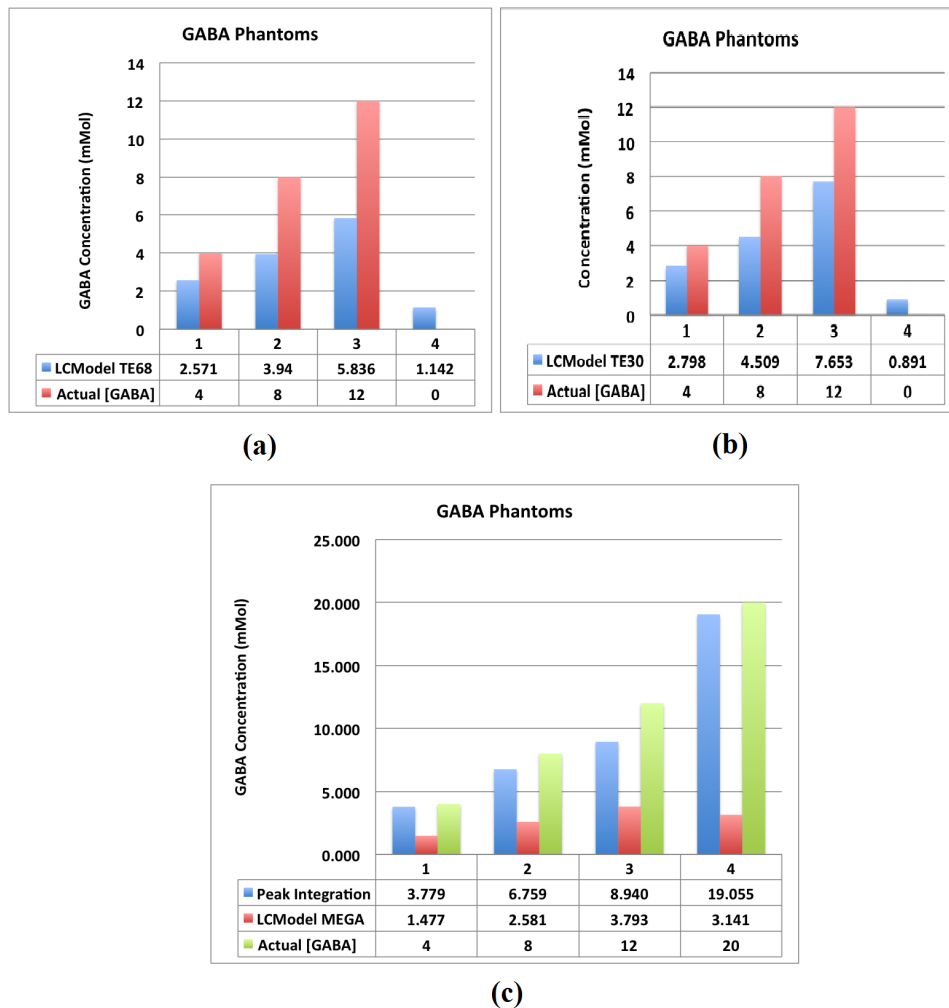 GABA Phantoms
GABA Concentration (mMol)
14
12
10
8
6
4
2
0
1 2 3 4
LCModel TE68 2.571 3.94 5.836 1.142
Actual [GABA] 4 8 12 0
(a)
GABA Phantoms
Concentration (mMol)
14
12
10
8
6
4
2
0
1 2 3 4
LCModel TE30 2.798 4.509 7.653 0.891
Actual [GABA] 4 8 12 0
(b)
GABA Phantoms
GABA Concentration (mMol)
25.000
20.000
15.000
10.000
5.000
0.000
1 2 3 4
Peak Integration 3.779 6.759 8.940 19.055
LCModel MEGA 1.477 2.581 3.793 3.141
Actual [GABA] 4 8 12 20
(c)